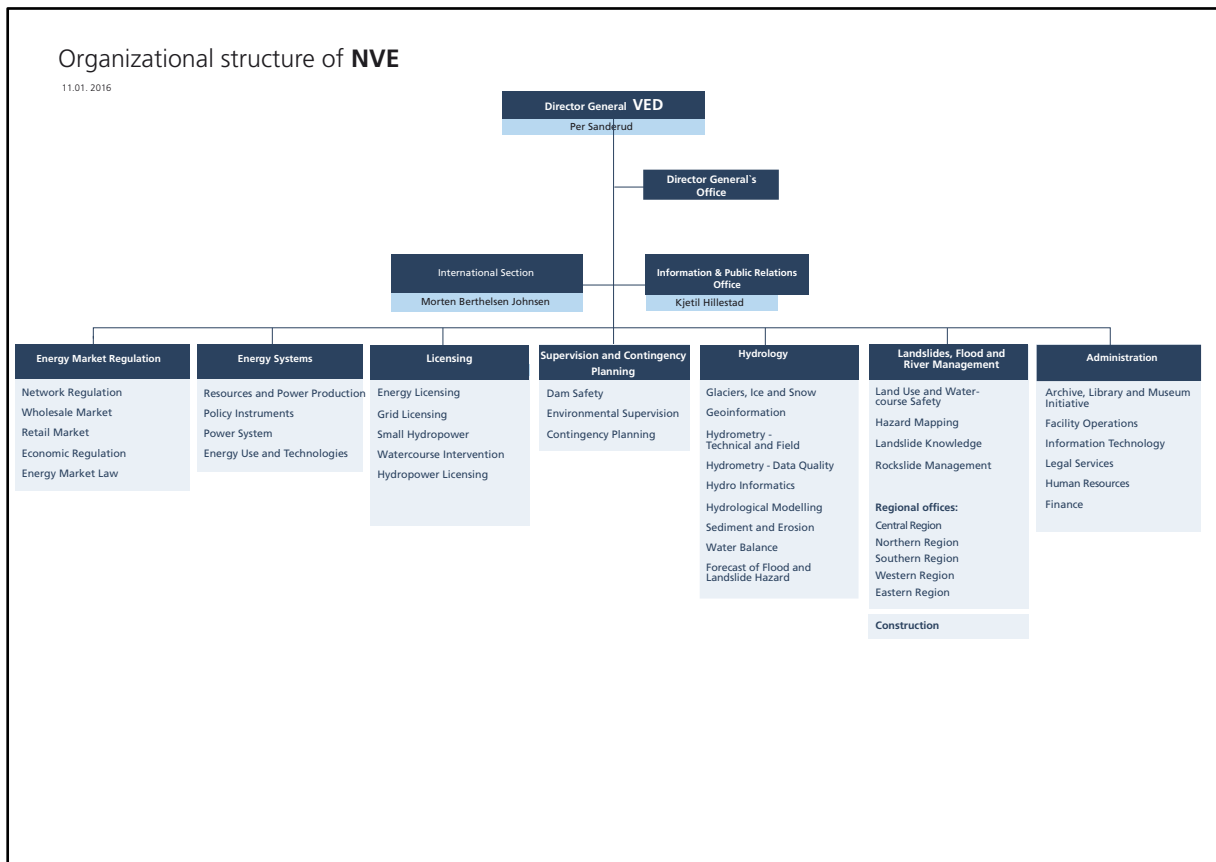 Organizational structure of NVE
11.01. 2016
Director General VED
Per Sanderud
Director General`s
Office
International Section
Morten Berthelsen Johnsen
Information & Public Relations
Office
Kjetil Hillestad
Energy Market Regulation
Network Regulation
Wholesale Market
Retail Market
Economic Regulation
Energy Market Law
Energy Systems
Resources and Power Production
Policy Instruments
Power System
Energy Use and Technologies
Licensing
Energy Licensing
Grid Licensing
Small Hydropower
Watercourse Intervention
Hydropower Licensing
Supervision and Contingency
Planning
Dam Safety
Environmental Supervision
Contingency Planning
Hydrology
Glaciers, Ice and Snow
Geoinformation
Hydrometry -
Technical and Field
Hydrometry - Data Quality
Hydro Informatics
Hydrological Modelling
Sediment and Erosion
Water Balance
Forecast of Flood and
Landslide Hazard
Landslides, Flood and
River Management
Land Use and Water-
course Safety
Hazard Mapping
Landslide Knowledge
Rockslide Management
Regional offices:
Central Region
Northern Region
Southern Region
Western Region
Eastern Region
Construction
Administration
Archive, Library and Museum
Initiative
Facility Operations
Information Technology
Legal Services
Human Resources
Finance